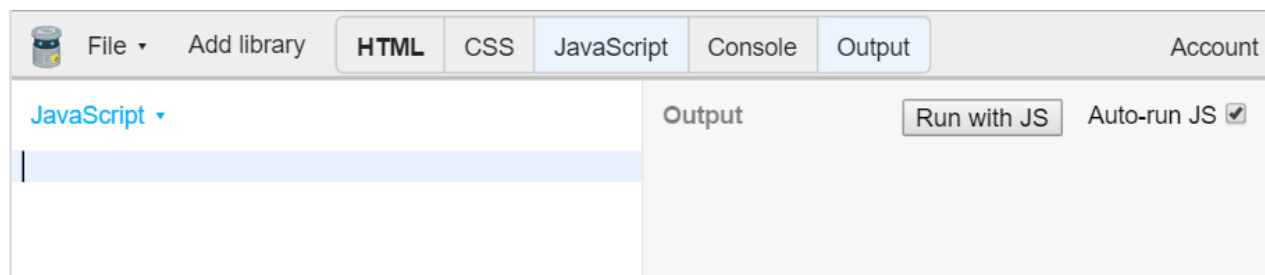 File Add library HTML CSS JavaScript Console Output Account
JavaScript Output Run with JS Auto-run JS